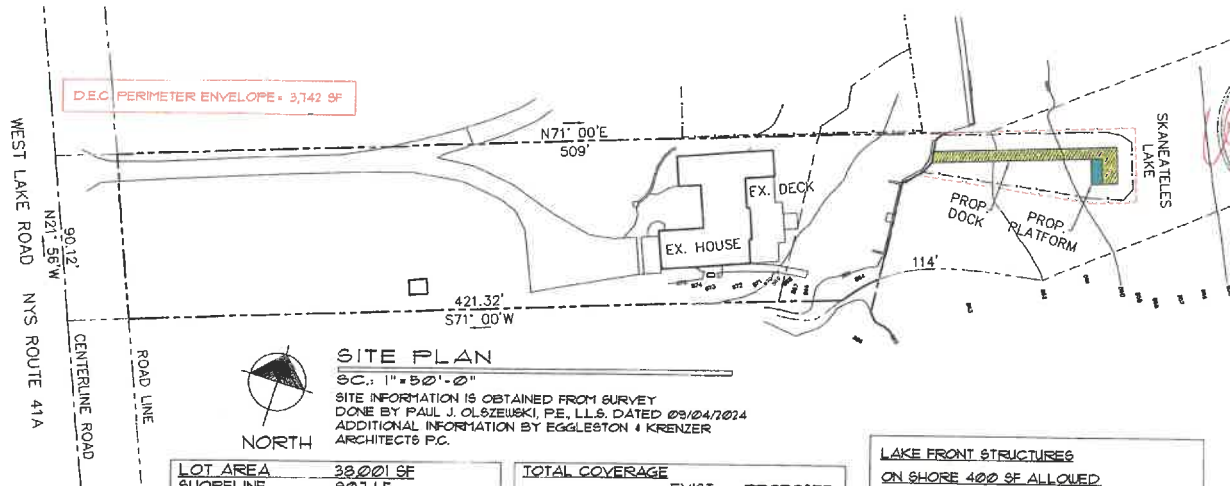 D.E.C. PERIMETER ENVELOPE = 3,742 SF
N71° 00'E
509'
SKANEATELES
LAKE
EX. DECK
EX. HOUSE
PROP.
DOCK
PROP.
PLATFORM
114'
WEST LAKE ROAD NYS ROUTE 41A
90.12'
N21° 56'W
CENTERLINE ROAD
ROAD LINE
421.32'
S71° 00'W
SITE PLAN
SC.: 1"=50'-0"
SITE INFORMATION IS OBTAINED FROM SURVEY
DONE BY PAUL J. OLSZEWSKI, P.E., L.L.S. DATED 09/04/2024
ADDITIONAL INFORMATION BY EGGLESTON & KRENZER
ARCHITECTS P.C.
NORTH
LOT AREA 38,001 SF
SHORELINE
TOTAL COVERAGE
LAKE FRONT STRUCTURES
ON SHORE 400 SF ALLOWED